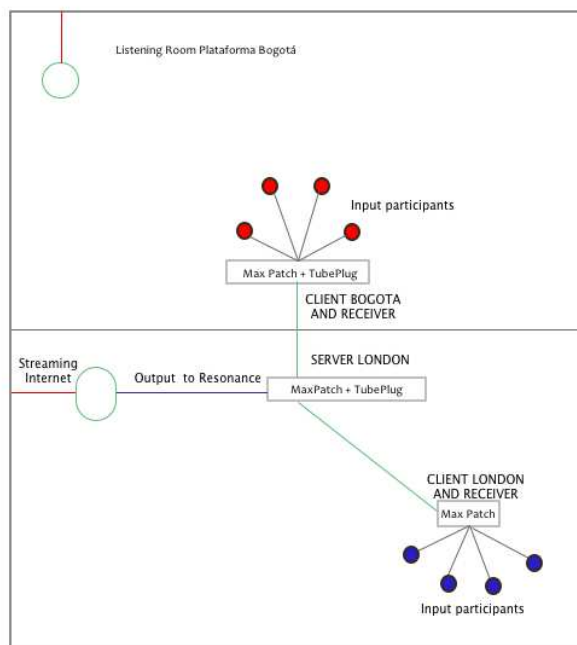 Listening Room Plataforma Bogotá
Input participants
Max Patch + TubePlug
CLIENT BOGOTA
AND RECEIVER
SERVER LONDON
Streaming
Internet
Output to Resonance
MaxPatch + TubePlug
CLIENT LONDON
AND RECEIVER
Max Patch
Input participants